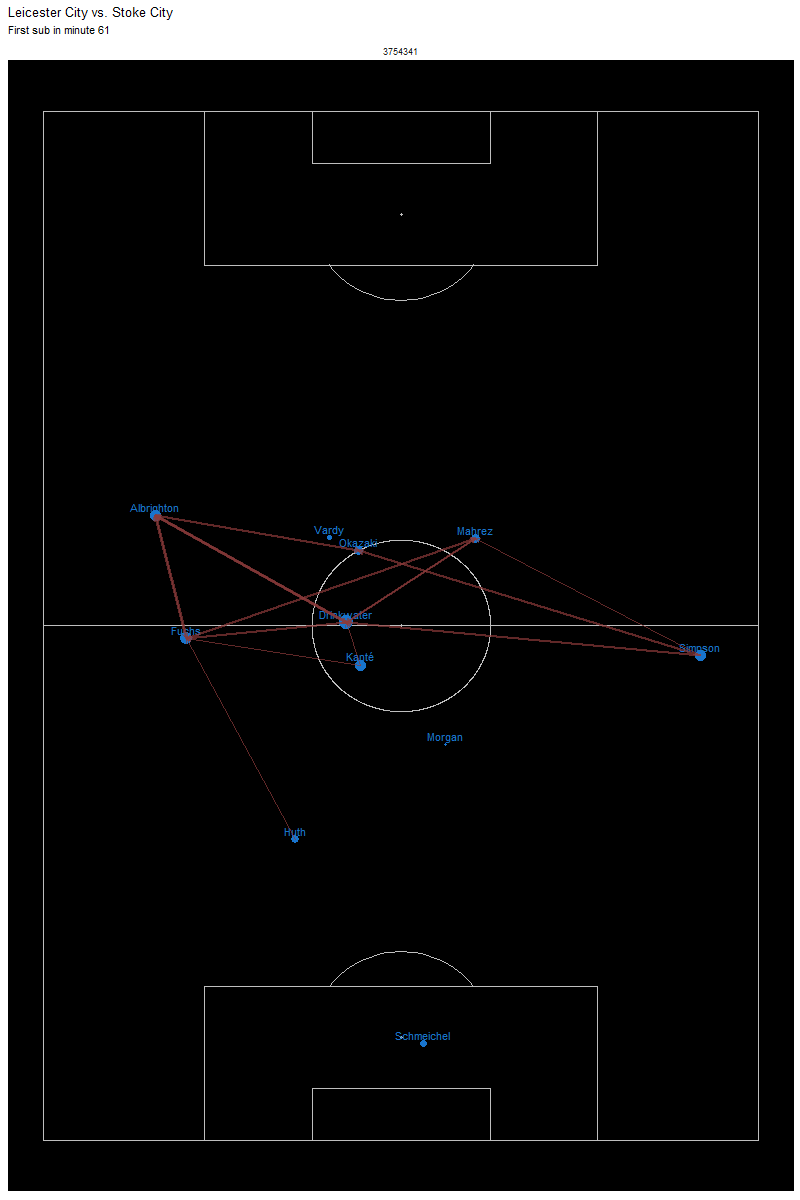 Leicester City vs. Stoke City
First sub in minute 61
3754341
Albrighton
Vardy
Mahrez
Okazaki
Drinkwater
Fuchs
Simpson
Kanté
Morgan
Huth
Schmeichel